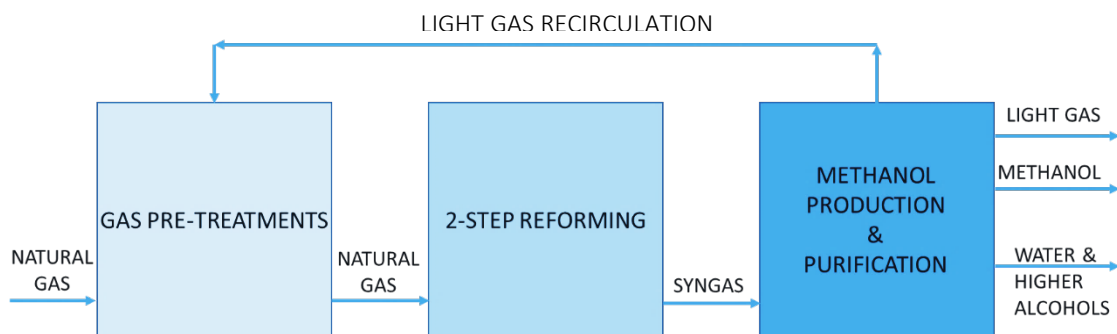 LIGHT GAS RECIRCULATION
GAS PRE-TREATMENTS
2-STEP REFORMING
METHANOL
PRODUCTION
&
PURIFICATION
LIGHT GAS
METHANOL
WATER &
HIGHER
ALCOHOLS
NATURAL
GAS
NATURAL
GAS
SYNGAS